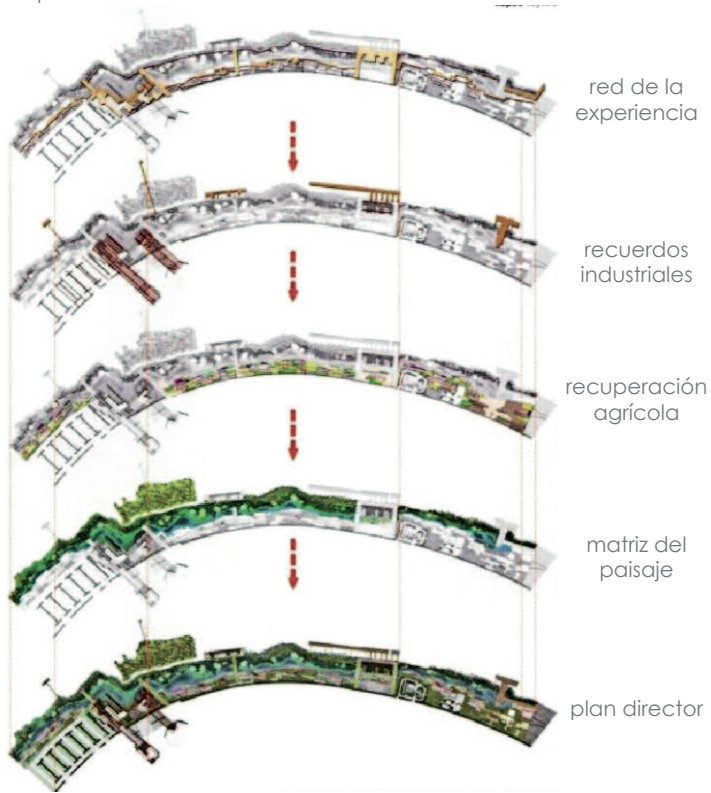 red de la
experiencia
recuerdos
industriales
recuperación
agrícola
matriz del
paisaje
plan director